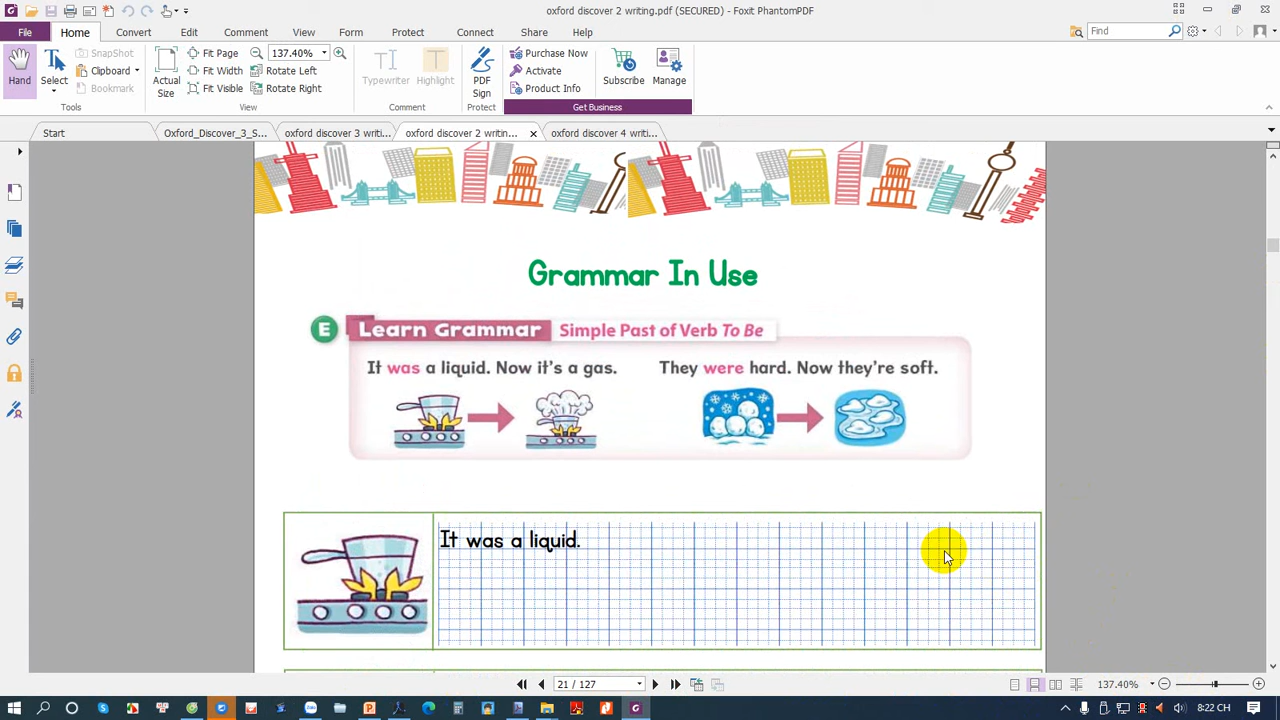 oxford discover 2 writing.pdf (SECURED) - Foxit PhantomPDF
File Home Convert Edit Comment View Form Protect Connect Share Help
Find
Hand
Select
SnapShot
Clipboard
Bookmark
Tools
Actual Size
Fit Page
Fit Width
Fit Visible
137.40%
Rotate Left
Rotate Right
View
Typewriter
Highlight
Comment
PDF Sign
Protect
Purchase Now
Activate
Product Info
Subscribe
Manage
Get Business
Start
Oxford_Discover_3_S...
oxford discover 3 writi...
oxford discover 2 writin...
oxford discover 4 writi...
Grammar In Use
E Learn Grammar Simple Past of Verb To Be
It was a liquid. Now it's a gas. They were hard. Now they're soft.
It was a liquid.
21 / 127
137.40%
8:22 CH